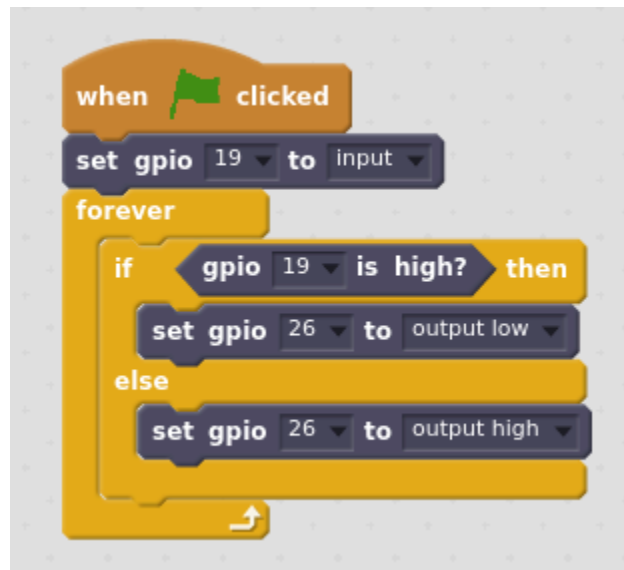 when clicked
set gpio 19 to input
forever
if gpio 19 is high? then
set gpio 26 to output low
else
set gpio 26 to output high